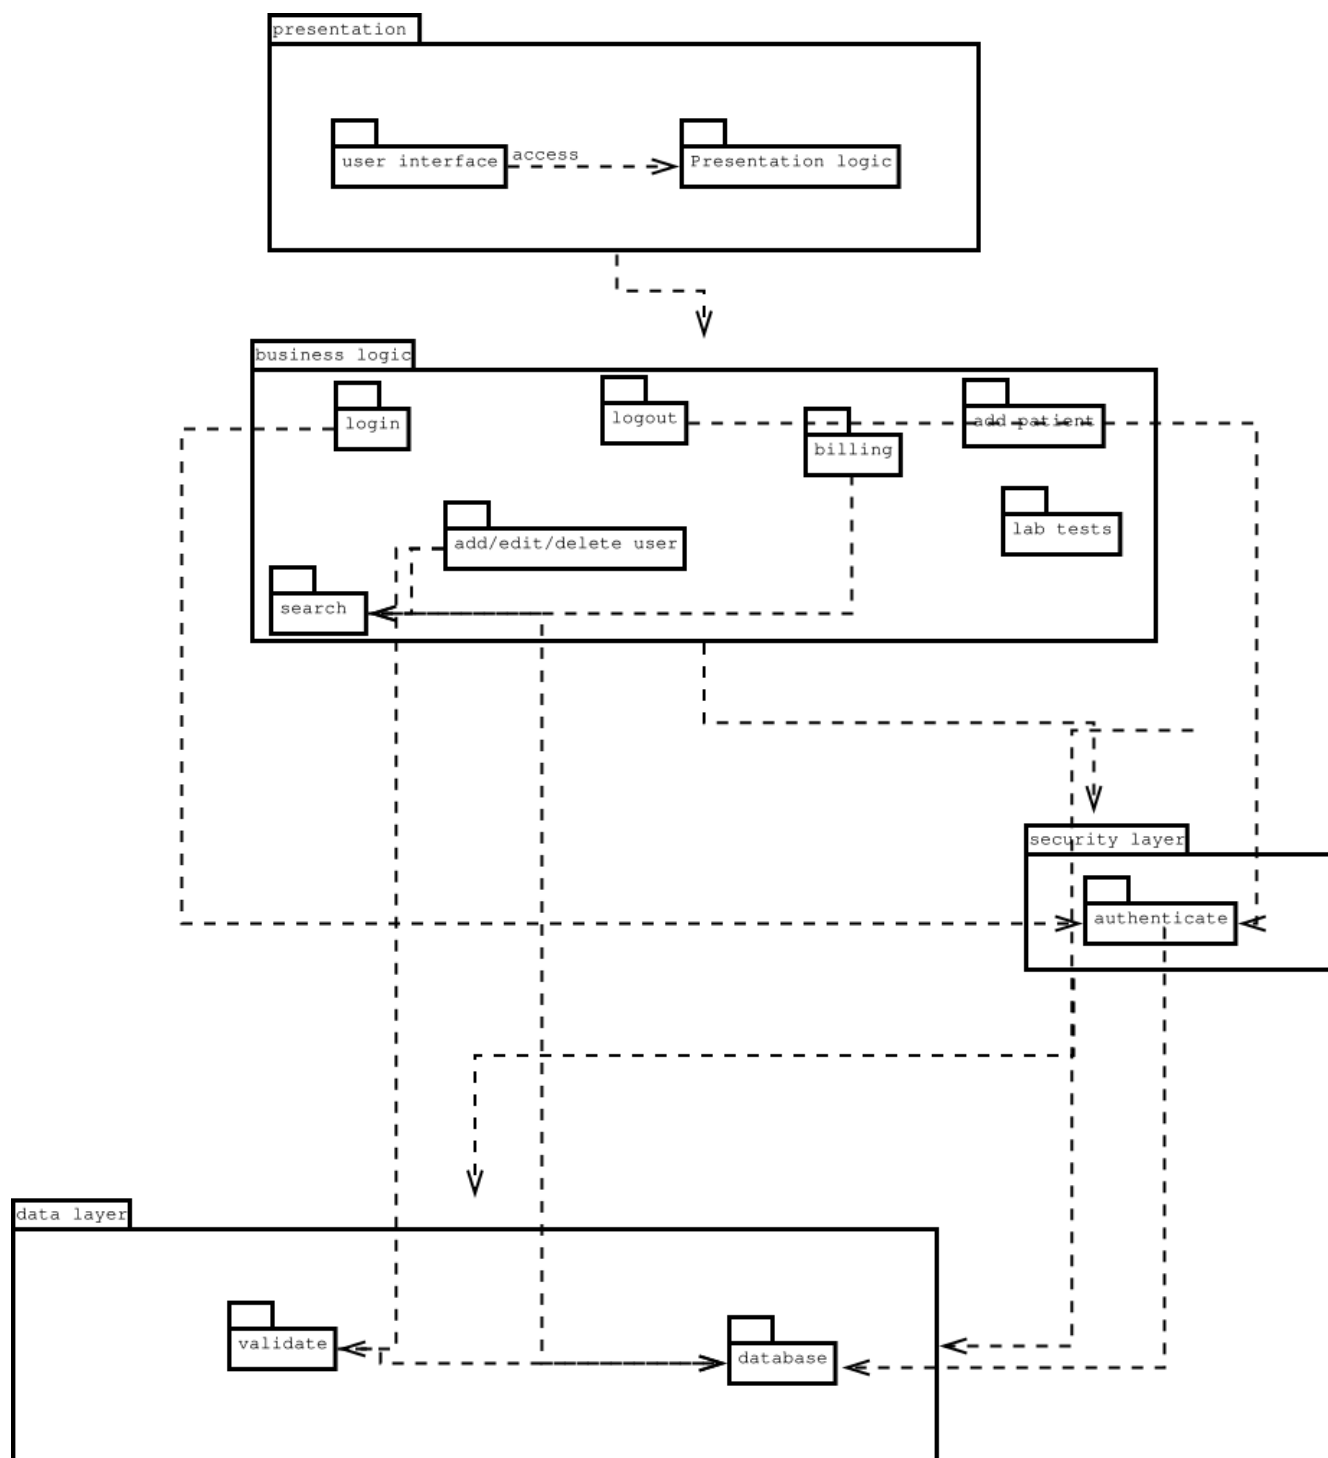 presentation
user interface
access
Presentation logic
business logic
login
logout
add patient
billing
lab tests
add/edit/delete user
search
security layer
authenticate
data layer
validate
database